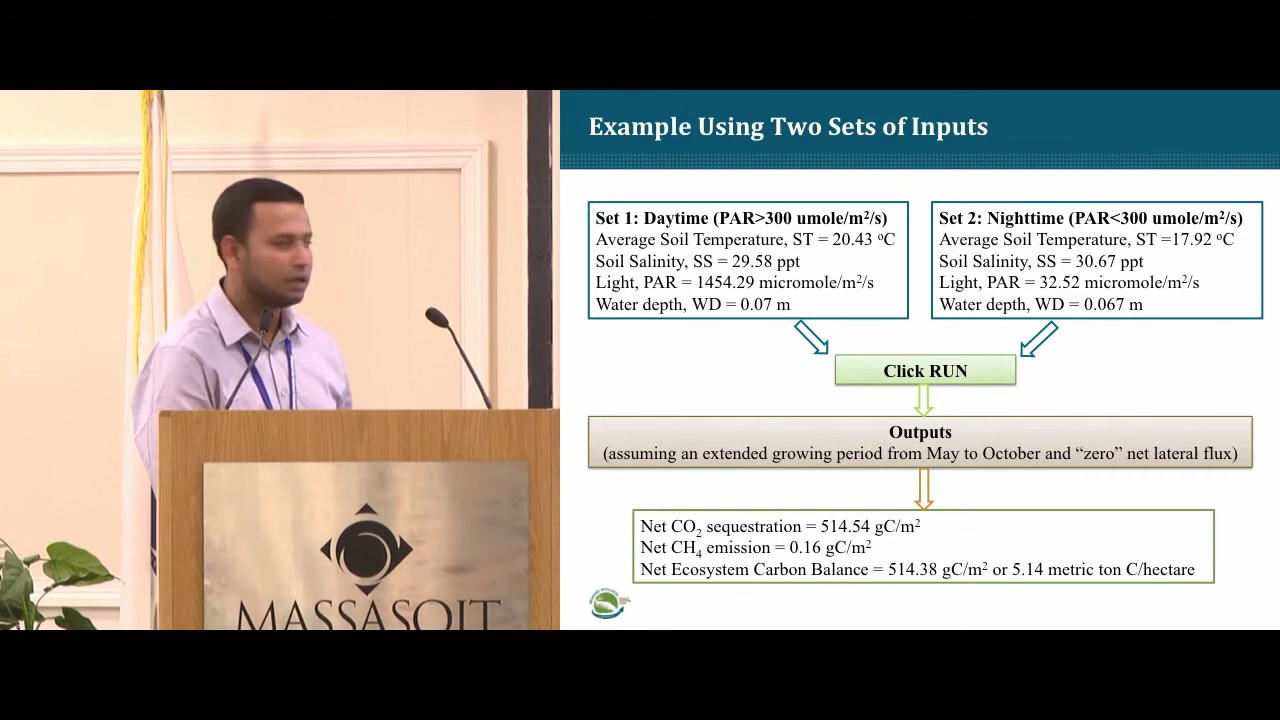 Example Using Two Sets of Inputs
Set 1: Daytime (PAR>300 umole/m²/s)
Average Soil Temperature, ST = 20.43 ºC
Soil Salinity, SS = 29.58 ppt
Light, PAR = 1454.29 micromole/m²/s
Water depth, WD = 0.07 m
Set 2: Nighttime (PAR<300 umole/m²/s)
Average Soil Temperature, ST =17.92 ºC
Soil Salinity, SS = 30.67 ppt
Light, PAR = 32.52 micromole/m²/s
Water depth, WD = 0.067 m
Click RUN
Outputs
(assuming an extended growing period from May to October and “zero” net lateral flux)
Net CO₂ sequestration = 514.54 gC/m²
Net CH₄ emission = 0.16 gC/m²
Net Ecosystem Carbon Balance = 514.38 gC/m² or 5.14 metric ton C/hectare
MASSASOIT